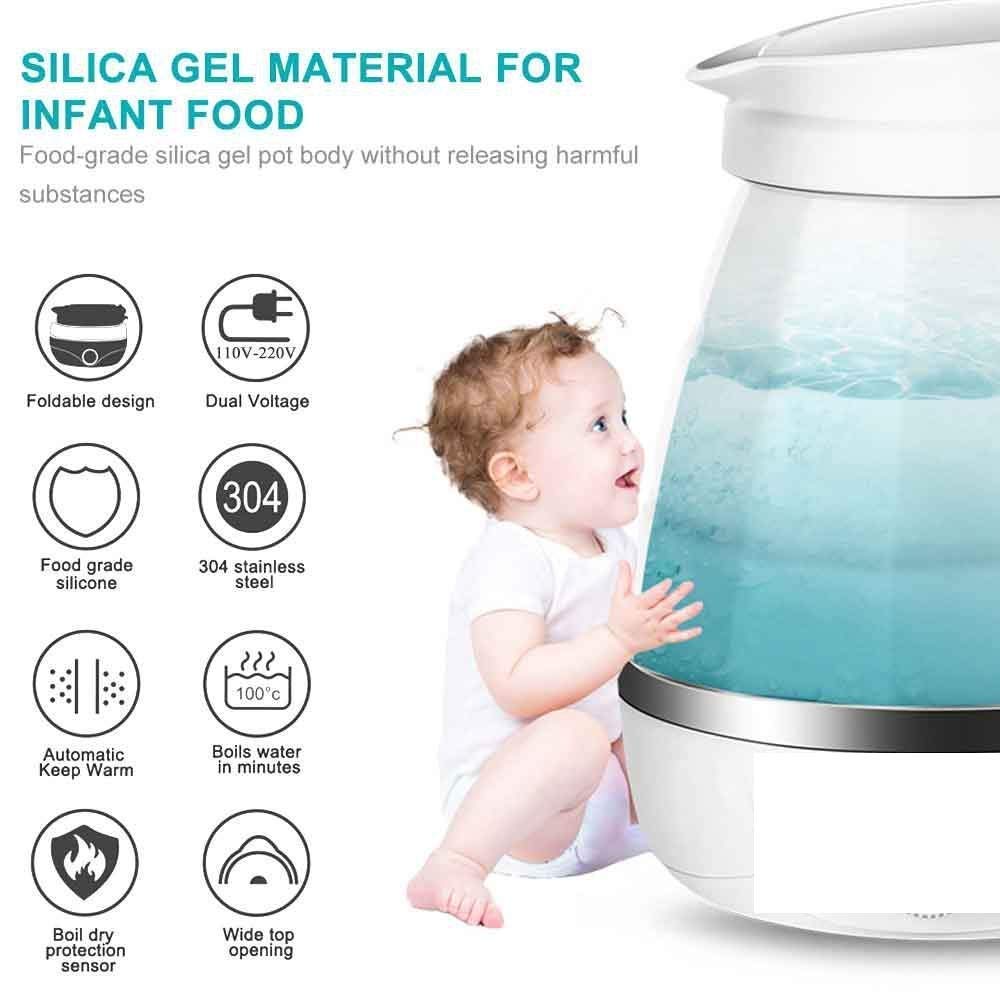 SILICA GEL MATERIAL FOR
INFANT FOOD
Food-grade silica gel pot body without releasing harmful
substances
110V-220V
Foldable design
Dual Voltage
304
Food grade
silicone
304 stainless
steel
100°c
Automatic
Keep Warm
Boils water
in minutes
Boil dry
protection
sensor
Wide top
opening